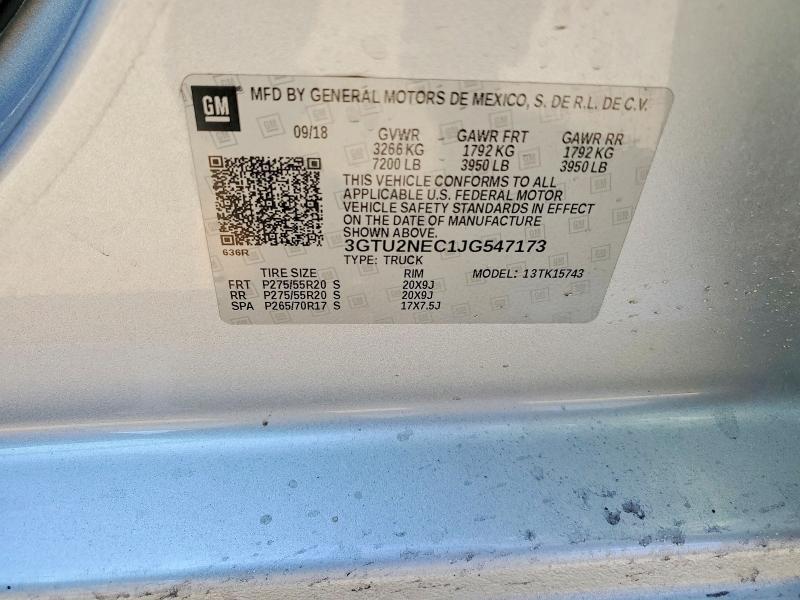 GM
MFD BY GENERAL MOTORS DE MEXICO, S. DE R.L. DE C.V.
09/18 GVWR GAWR FRT GAWR RR
3266 KG 1792 KG 1792 KG
7200 LB 3950 LB 3950 LB
THIS VEHICLE CONFORMS TO ALL
APPLICABLE U.S. FEDERAL MOTOR
VEHICLE SAFETY STANDARDS IN EFFECT
ON THE DATE OF MANUFACTURE
SHOWN ABOVE.
636R
3GTU2NEC1JG547173
TYPE: TRUCK
TIRE SIZE RIM MODEL: 13TK15743
FRT P275/55R20 S 20X9J
RR P275/55R20 S 20X9J
SPA P265/70R17 S 17X7.5J